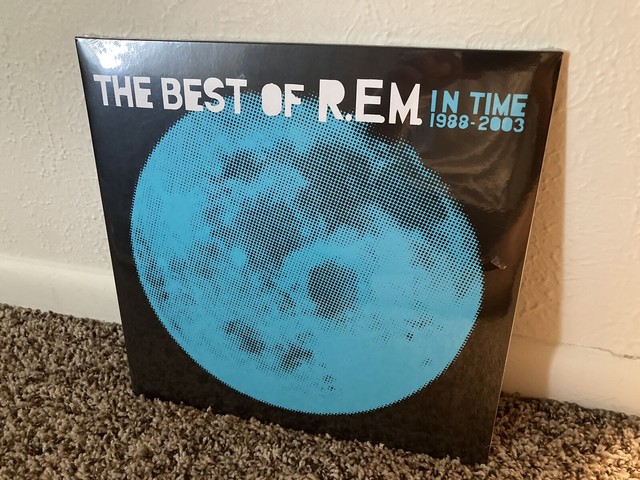 THE BEST OF R.E.M. IN TIME
1988-2003